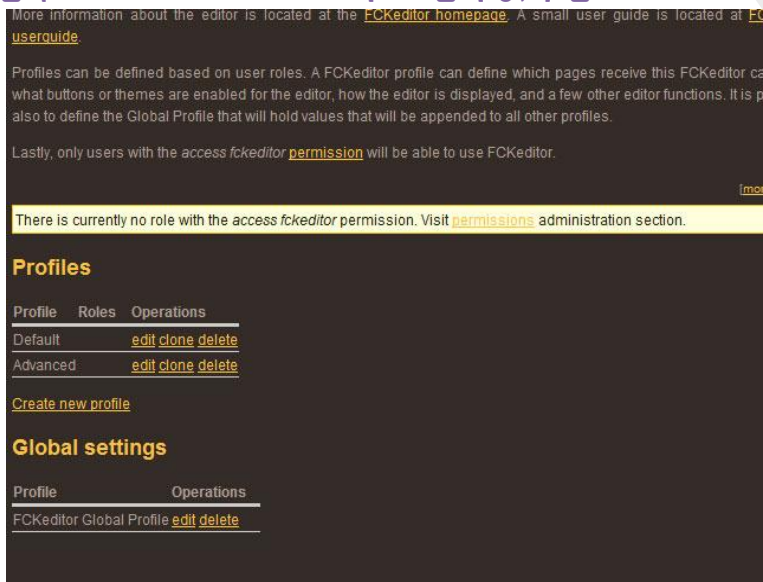 More information about the editor is located at the FCKeditor homepage. A small user guide is located at
userguide.
Profiles can be defined based on user roles. A FCKeditor profile can define which pages receive this FCKeditor
what buttons or themes are enabled for the editor, how the editor is displayed, and a few other editor functions. It is
also to define the Global Profile that will hold values that will be appended to all other profiles.
Lastly, only users with the access fckeditor permission will be able to use FCKeditor.
There is currently no role with the access fckeditor permission. Visit permissions administration section.
Profiles
Profile Roles Operations
Default edit clone delete
Advanced edit clone delete
Create new profile
Global settings
Profile Operations
FCKeditor Global Profile edit delete